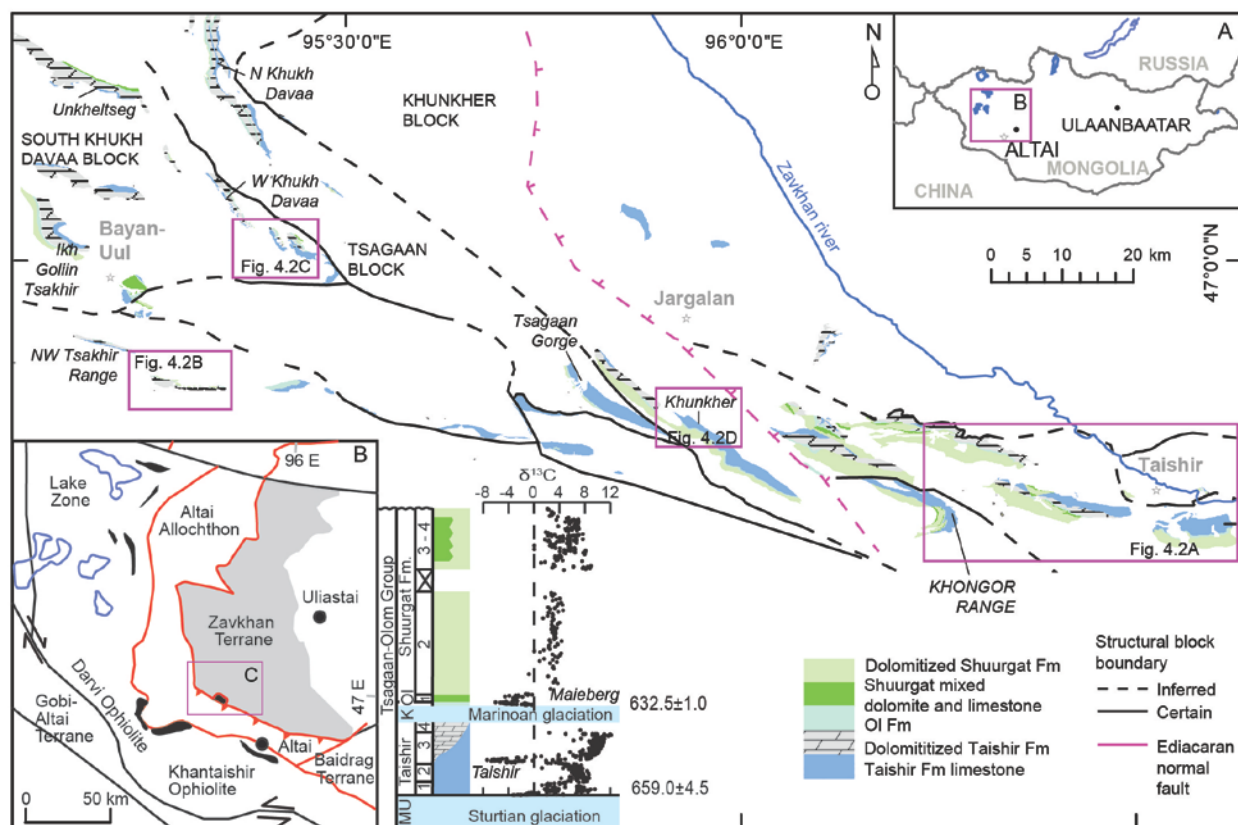 95°30'0"E
96°0'0"E
47°0'0"N
N
A
RUSSIA
B
ULAANBAATAR
ALTAI
MONGOLIA
CHINA
0 10 20 km
N Khukh
Davaa
Unkheltseg
KHUNKHER
BLOCK
SOUTH KHUKH
DAVAA BLOCK
W Khukh
Davaa
Zavkhan river
Bayan-
Uul
Ikh
Gollin
Tsakhir
Fig. 4.2C
TSAGAAN
BLOCK
Jargalan
Tsagaan
Gorge
NW Tsakhir
Range
Fig. 4.2B
Khunkher
Fig. 4.2D
Taishir
Fig. 4.2A
KHONGOR
RANGE
B
96 E
Lake
Zone
Altai
Allochthon
Uliastai
Zavkhan
Terrane
C
47 E
Darvi Ophiolite
Gobi-
Altai
Terrane
Altai
Baidrag
Terrane
Khantaishir
Ophiolite
0 50 km
δ13C
-8 -4 0 4 8 12
Tsagaan-Olom Group
Shuurgat Fm.
3 - 4
2
1
Ol
K
Taishir
4
3
2
1
MU
Maieberg
632.5±1.0
Marinoan glaciation
Taishir
659.0±4.5
Sturtian glaciation
Dolomitized Shuurgat Fm
Shuurgat mixed
dolomite and limestone
Ol Fm
Dolomititized Taishir Fm
Taishir Fm limestone
Structural block
boundary
Inferred
Certain
Ediacaran
normal
fault